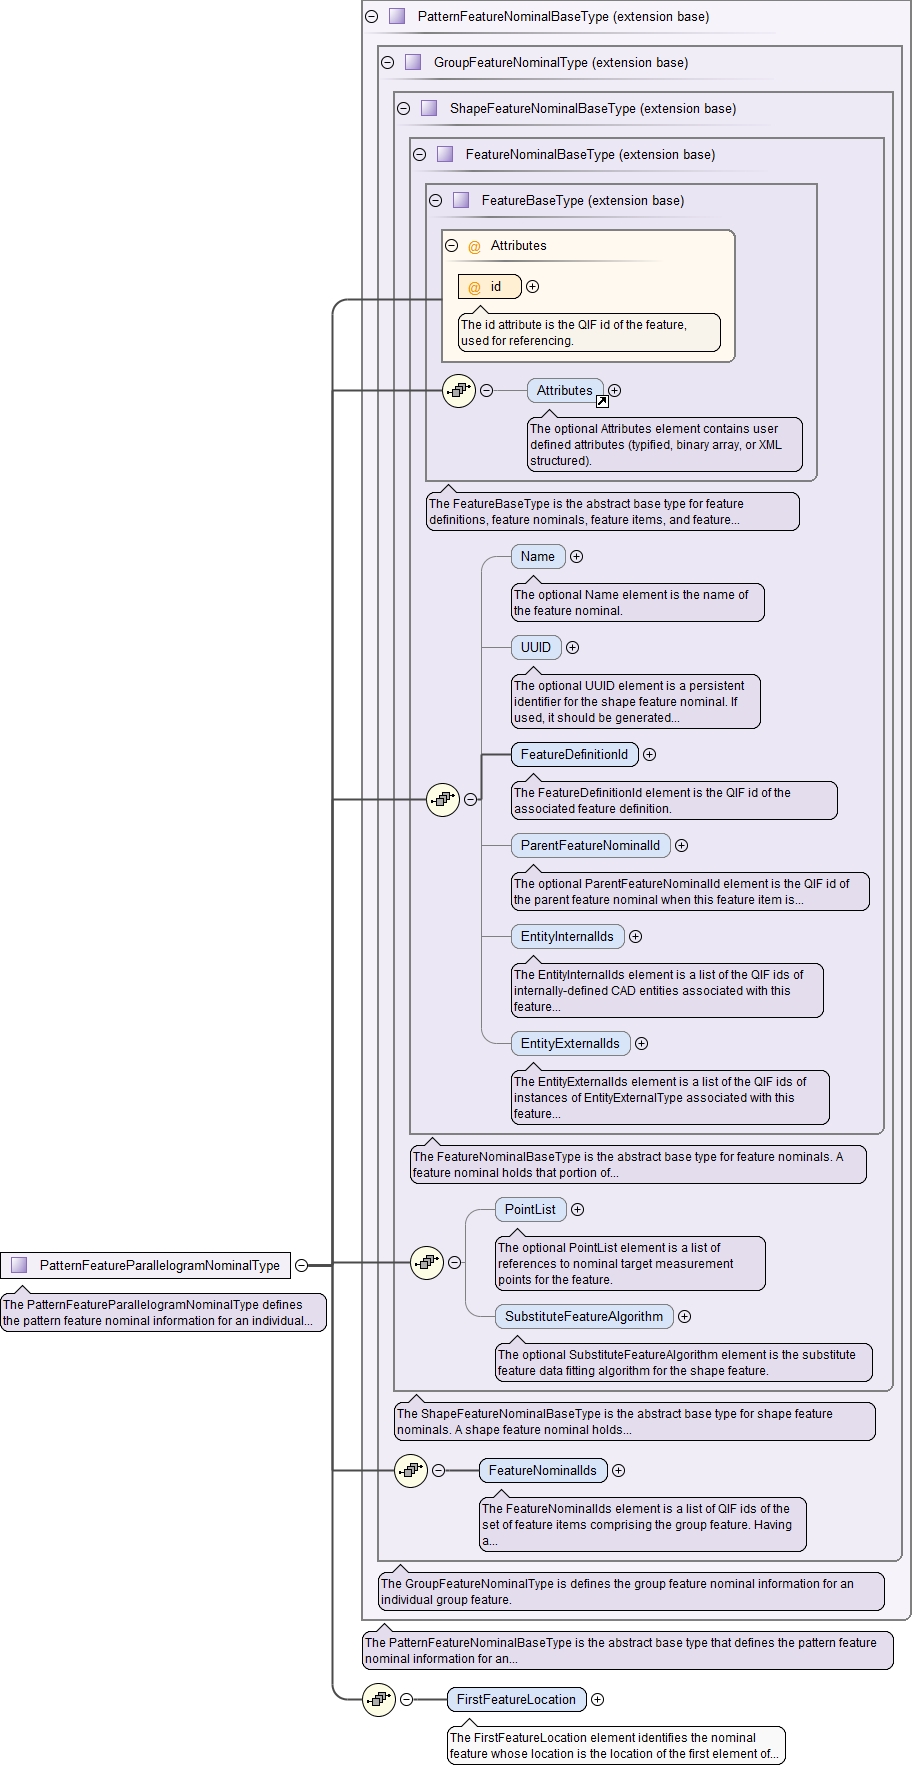 PatternFeatureNominalBaseType (extension base)
GroupFeatureNominalType (extension base)
ShapeFeatureNominalBaseType (extension base)
FeatureNominalBaseType (extension base)
FeatureBaseType (extension base)
@ Attributes
@ id
The id attribute is the QIF id of the feature,
used for referencing.
Attributes
The optional Attributes element contains user
defined attributes (typified, binary array, or XML
structured).
The FeatureBaseType is the abstract base type for feature
definitions, feature nominals, feature items, and feature...
Name
The optional Name element is the name of
the feature nominal.
UUID
The optional UUID element is a persistent
identifier for the shape feature nominal. If
used, it should be generated...
FeatureDefinitionId
The FeatureDefinitionId element is the QIF id of the
associated feature definition.
ParentFeatureNominalId
The optional ParentFeatureNominalId element is the QIF id of
the parent feature nominal when this feature item is...
EntityInternalIds
The EntityInternalIds element is a list of the QIF ids of
internally-defined CAD entities associated with this
feature...
EntityExternalIds
The EntityExternalIds element is a list of the QIF ids of
instances of EntityExternalType associated with this
feature...
The FeatureNominalBaseType is the abstract base type for feature nominals. A
feature nominal holds that portion of...
PointList
The optional PointList element is a list of
references to nominal target measurement
points for the feature.
PatternFeatureParallelogramNominalType
The PatternFeatureParallelogramNominalType defines
the pattern feature nominal information for an individual...
SubstituteFeatureAlgorithm
The optional SubstituteFeatureAlgorithm element is the substitute
feature data fitting algorithm for the shape feature.
The ShapeFeatureNominalBaseType is the abstract base type for shape feature
nominals. A shape feature nominal holds...
FeatureNominalIds
The FeatureNominalIds element is a list of QIF ids of the
set of feature items comprising the group feature. Having
a...
The GroupFeatureNominalType is defines the group feature nominal information for an
individual group feature.
The PatternFeatureNominalBaseType is the abstract base type that defines the pattern feature
nominal information for an...
FirstFeatureLocation
The FirstFeatureLocation element identifies the nominal
feature whose location is the location of the first element of...